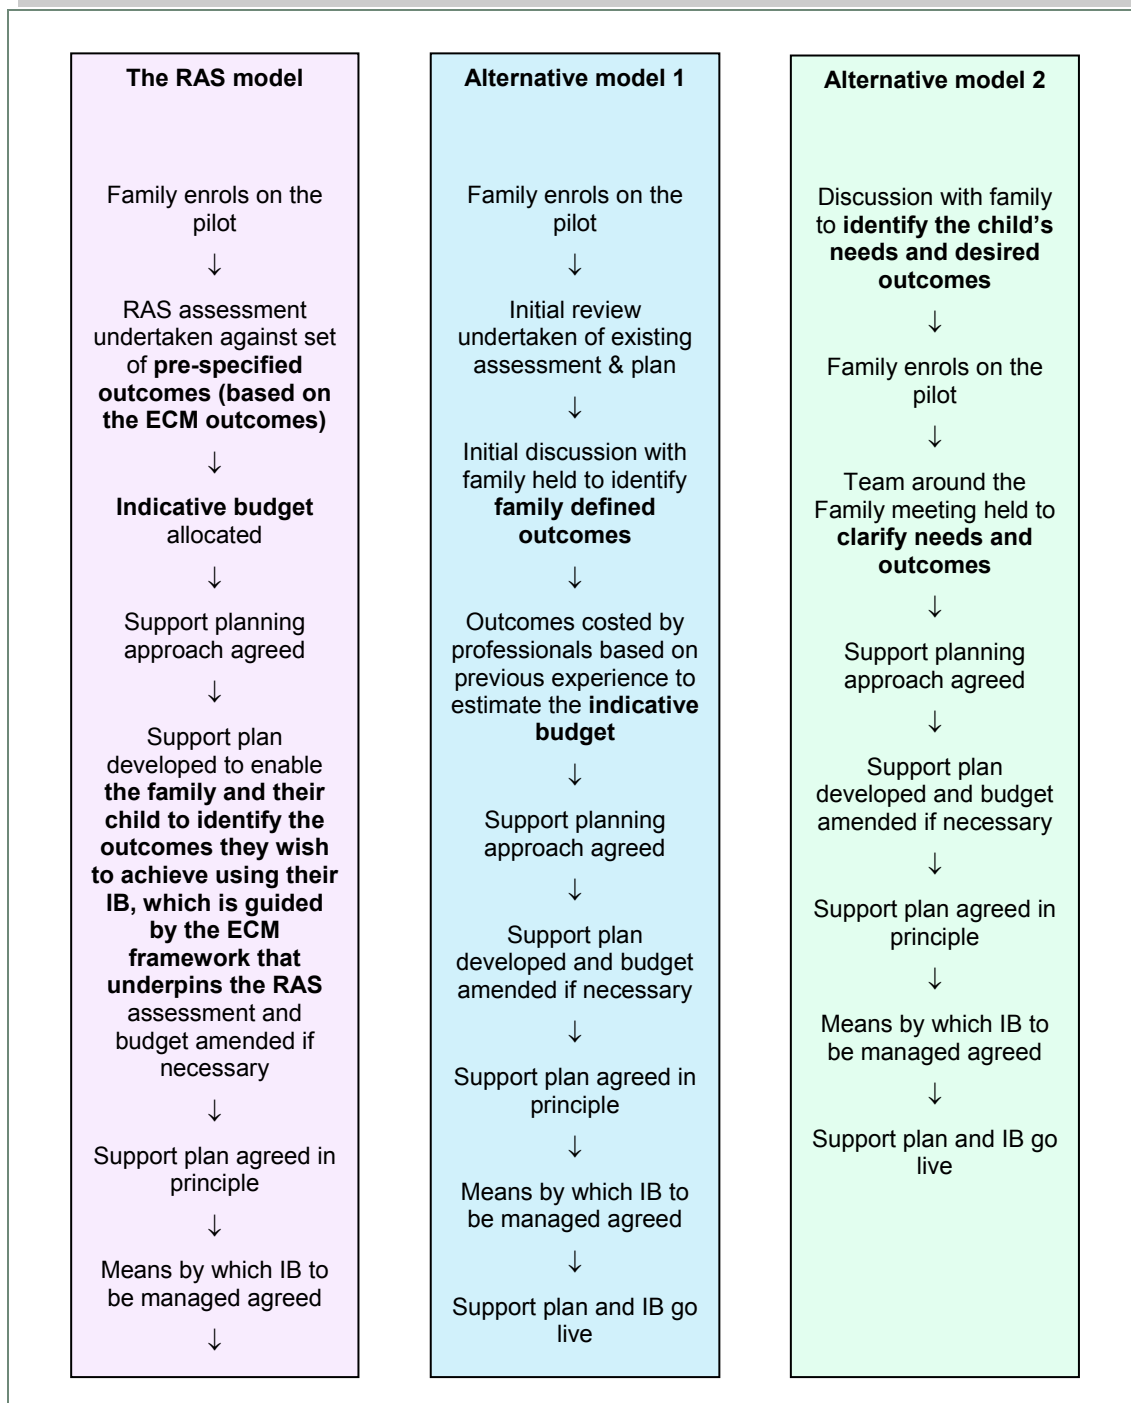 The RAS model
Family enrols on the
pilot
↓
RAS assessment
undertaken against set
of pre-specified
outcomes (based on
the ECM outcomes)
↓
Indicative budget
allocated
↓
Support planning
approach agreed
↓
Support plan
developed to enable
the family and their
child to identify the
outcomes they wish
to achieve using their
IB, which is guided
by the ECM
framework that
underpins the RAS
assessment and
budget amended if
necessary
↓
Support plan agreed in
principle
↓
Means by which IB to
be managed agreed
↓
Alternative model 1
Family enrols on the
pilot
↓
Initial review
undertaken of existing
assessment & plan
↓
Initial discussion with
family held to identify
family defined
outcomes
↓
Outcomes costed by
professionals based on
previous experience to
estimate the indicative
budget
↓
Support planning
approach agreed
↓
Support plan
developed and budget
amended if necessary
↓
Support plan agreed in
principle
↓
Means by which IB to
be managed agreed
↓
Support plan and IB go
live
Alternative model 2
Discussion with family
to identify the child's
needs and desired
outcomes
↓
Family enrols on the
pilot
↓
Team around the
Family meeting held to
clarify needs and
outcomes
↓
Support planning
approach agreed
↓
Support plan
developed and budget
amended if necessary
↓
Support plan agreed in
principle
↓
Means by which IB to
be managed agreed
↓
Support plan and IB go
live